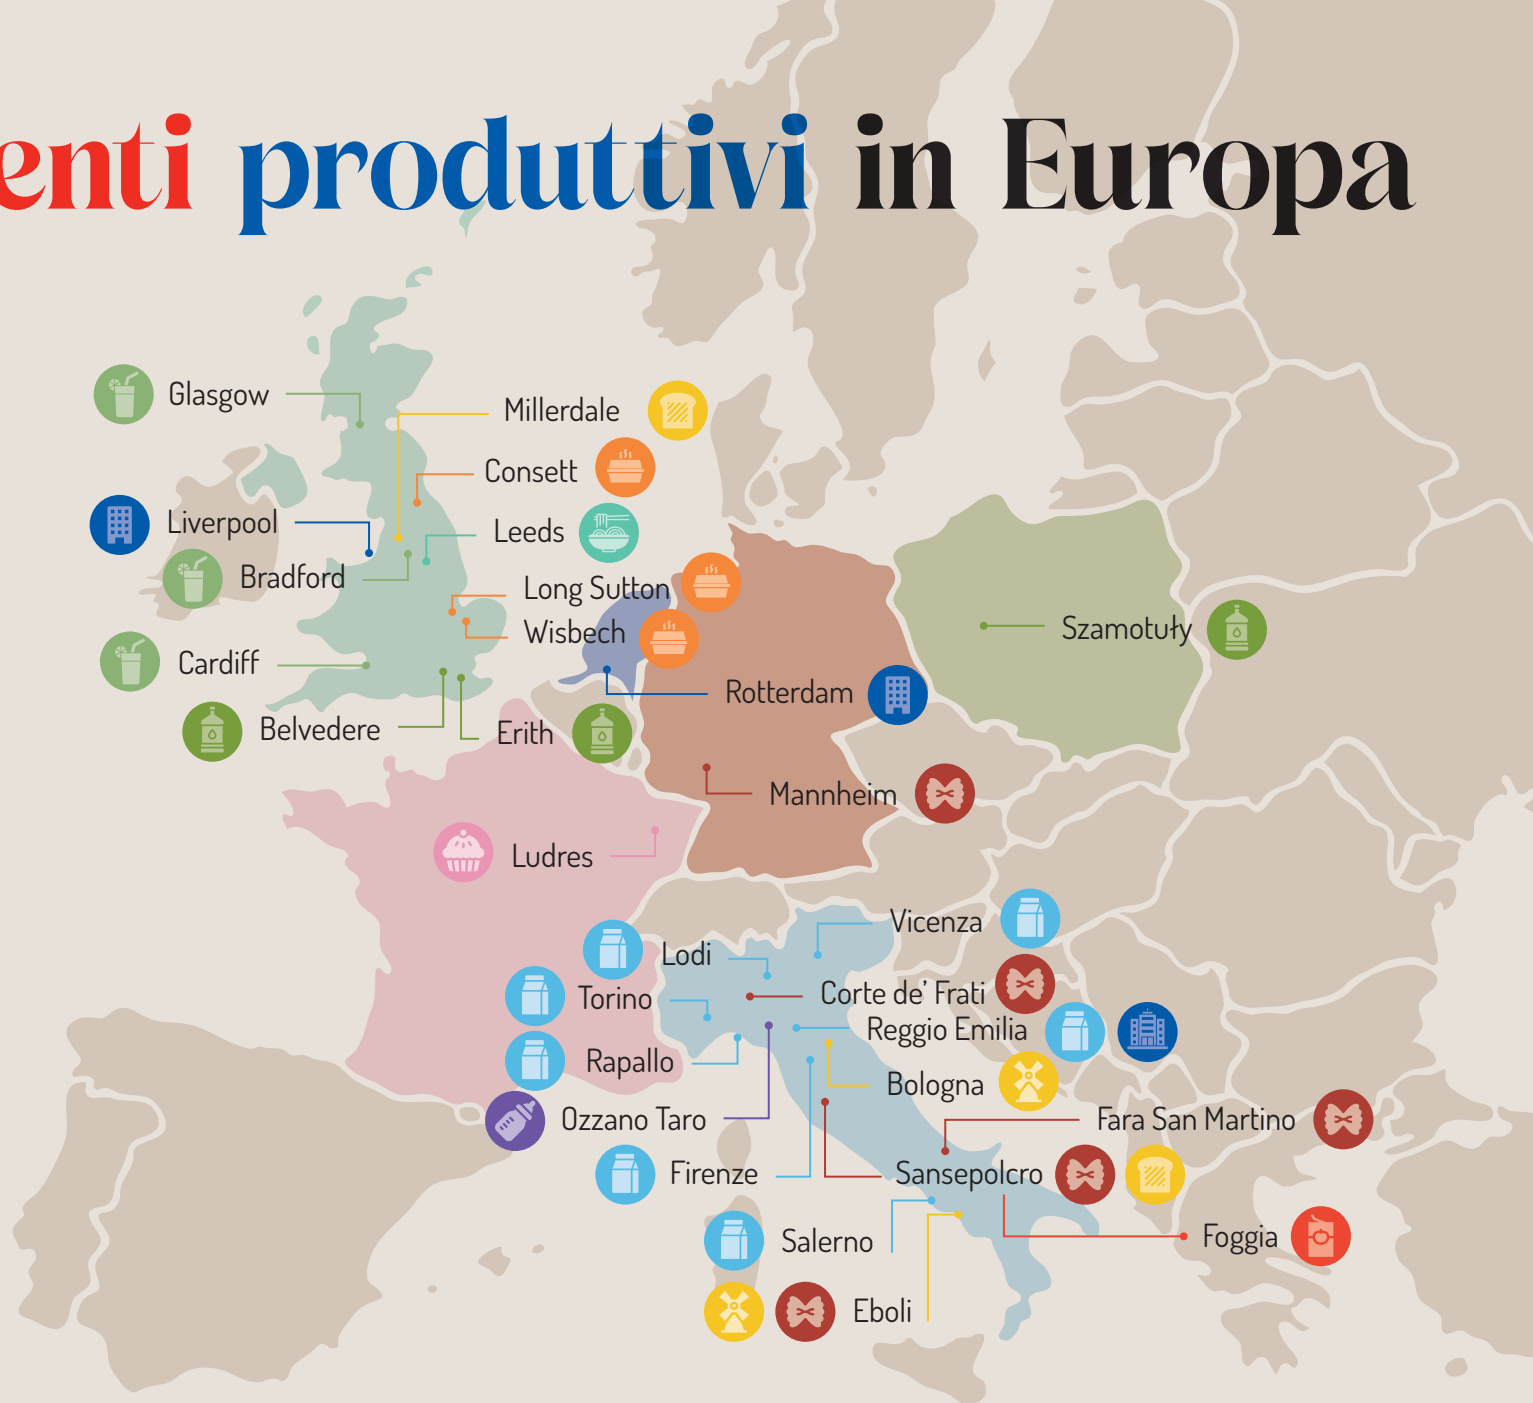 enti produttivi in Europa
Glasgow
Millerdale
Consett
Liverpool
Leeds
Bradford
Long Sutton
Wisbech
Szamotuły
Cardiff
Rotterdam
Belvedere
Erith
Mannheim
Ludres
Vicenza
Lodi
Corte de’ Frati
Torino
Reggio Emilia
Rapallo
Bologna
Ozzano Taro
Fara San Martino
Firenze
Sansepolcro
Salerno
Foggia
Eboli